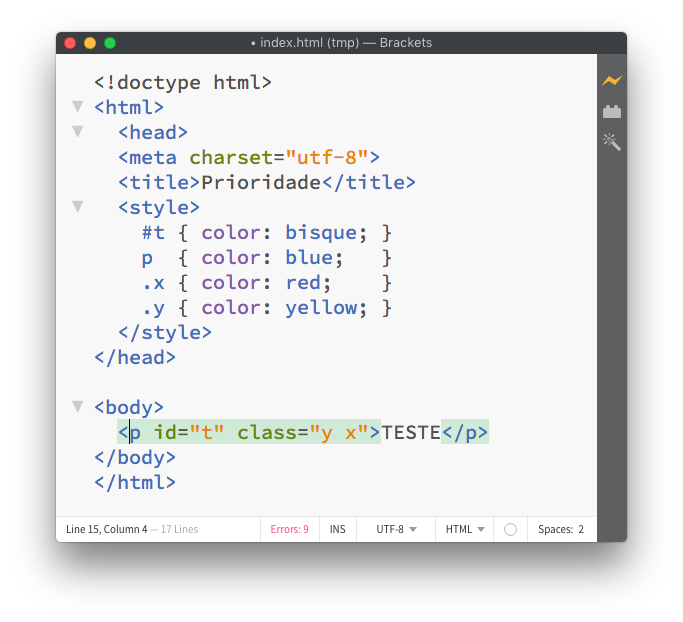 • index.html (tmp) — Brackets
<!doctype html>
<html>
<head>
<meta charset="utf-8">
<title>Prioridade</title>
<style>
#t { color: bisque; }
p  { color: blue;   }
.x { color: red;    }
.y { color: yellow; }
</style>
</head>
<body>
<p id="t" class="y x">TESTE</p>
</body>
</html>
Line 15, Column 4 — 17 Lines Errors: 9 INS UTF-8 HTML Spaces: 2